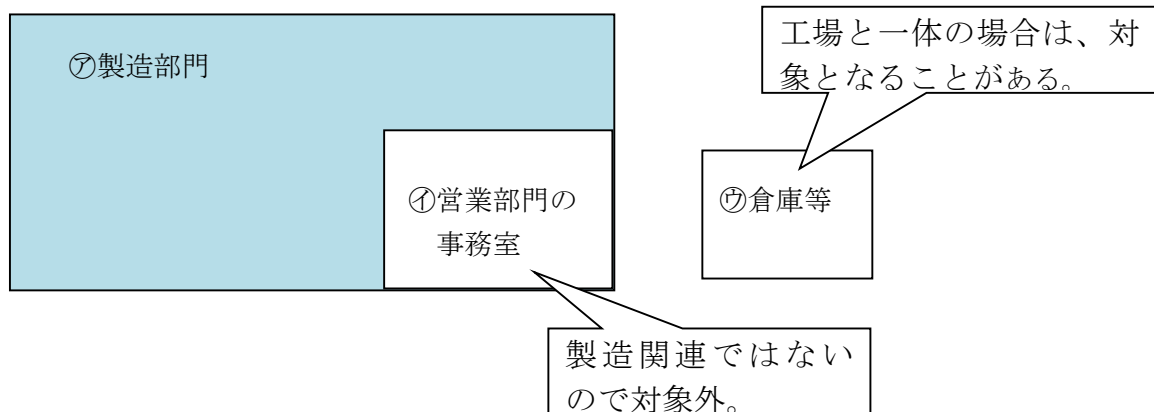 工場と一体の場合は、対
象となることがある。
㋐製造部門
㋑営業部門の
事務室
㋒倉庫等
製造関連ではない
ので対象外。